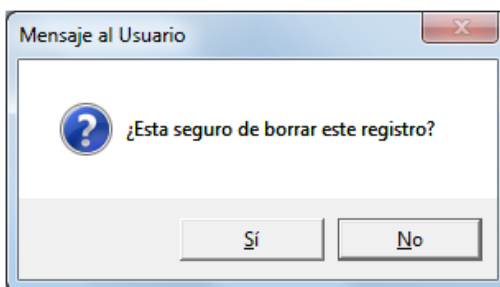 Mensaje al Usuario
¿Esta seguro de borrar este registro?
Sí
No